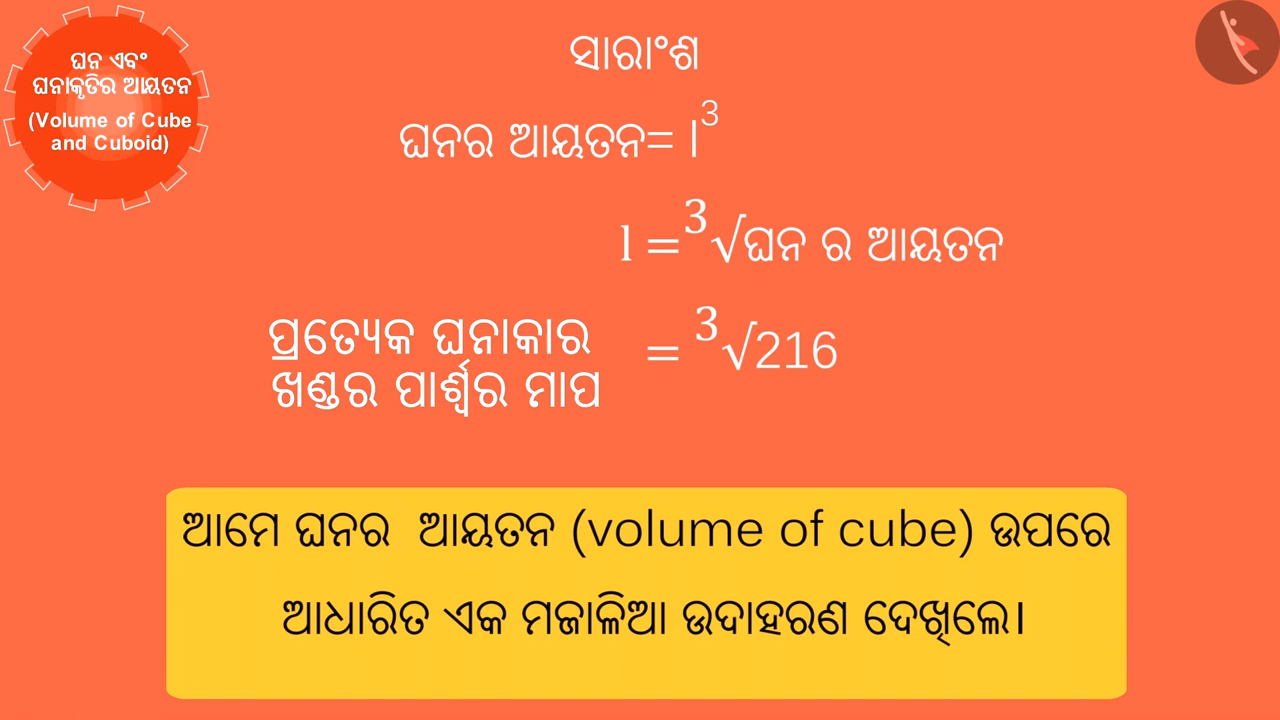 ଘନ ଏବଂ
ଘନାକୃତିର ଆୟତନ
(Volume of Cube
and Cuboid)
ସାରାଂଶ
ଘନର ଆୟତନ= l³
l = ³√ଘନ ର ଆୟତନ
ପ୍ରତ୍ୟେକ ଘନାକାର
ଖଣ୍ଡର ପାର୍ଶ୍ୱର ମାପ = ³√216
ଆମେ ଘନର ଆୟତନ (volume of cube) ଉପରେ
ଆଧାରିତ ଏକ ମଜାଳିଆ ଉଦାହରଣ ଦେଖିଲେ।